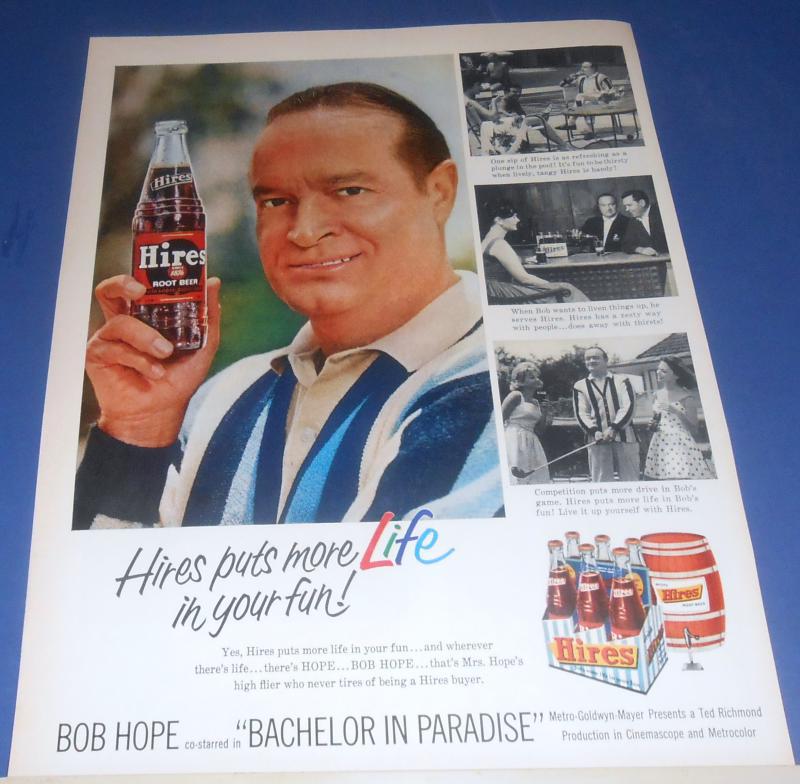 Hires
Hires
ROOT BEER
One sip of Hires is as refreshing as a
plunge in the pool! It's fun to be thirsty
when lively, tangy Hires is handy!
Hires
When Bob wants to liven things up, he
serves Hires. Hires has a zesty way
with people...does away with thirsts!
Competition puts more drive in Bob's
game. Hires puts more life in Bob's
fun! Live it up yourself with Hires.
Hires puts more Life
in your fun!
Yes, Hires puts more life in your fun...and wherever
there's life...there's HOPE...BOB HOPE...that's Mrs. Hope's
high flier who never tires of being a Hires buyer.
Hires
Hires
ROOT BEER
BOB HOPE co-starred in "BACHELOR IN PARADISE" Metro-Goldwyn-Mayer Presents a Ted Richmond
Production in Cinemascope and Metrocolor